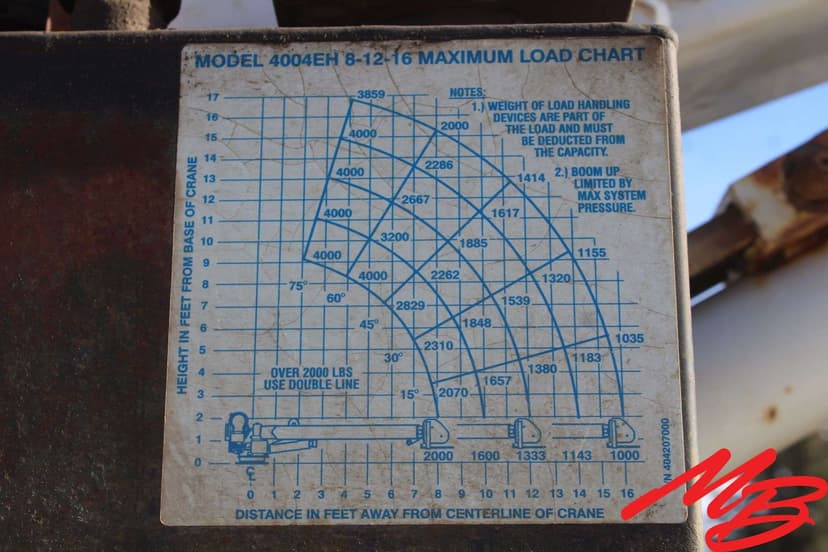 MODEL 4004EH 8-12-16 MAXIMUM LOAD CHART
NOTES:
1.) WEIGHT OF LOAD HANDLING
DEVICES ARE PART OF
THE LOAD AND MUST
BE DEDUCTED FROM
THE CAPACITY.
2.) BOOM UP
LIMITED BY
MAX SYSTEM
PRESSURE.
HEIGHT IN FEET FROM BASE OF CRANE
17
16
15
14
13
12
11
10
9
8
7
6
5
4
3
2
1
0
3859
4000 2000
4000 2286 1414
4000 2667 1617
4000 3200 1885 1155
4000 2262 1320
2829 1539
2310 1848 1035
2070 1657 1380 1183
75°
60°
45°
30°
15°
OVER 2000 LBS
USE DOUBLE LINE
2000 1600 1333 1143 1000
0 1 2 3 4 5 6 7 8 9 10 11 12 13 14 15 16
DISTANCE IN FEET AWAY FROM CENTERLINE OF CRANE
P/N 404207000
MB